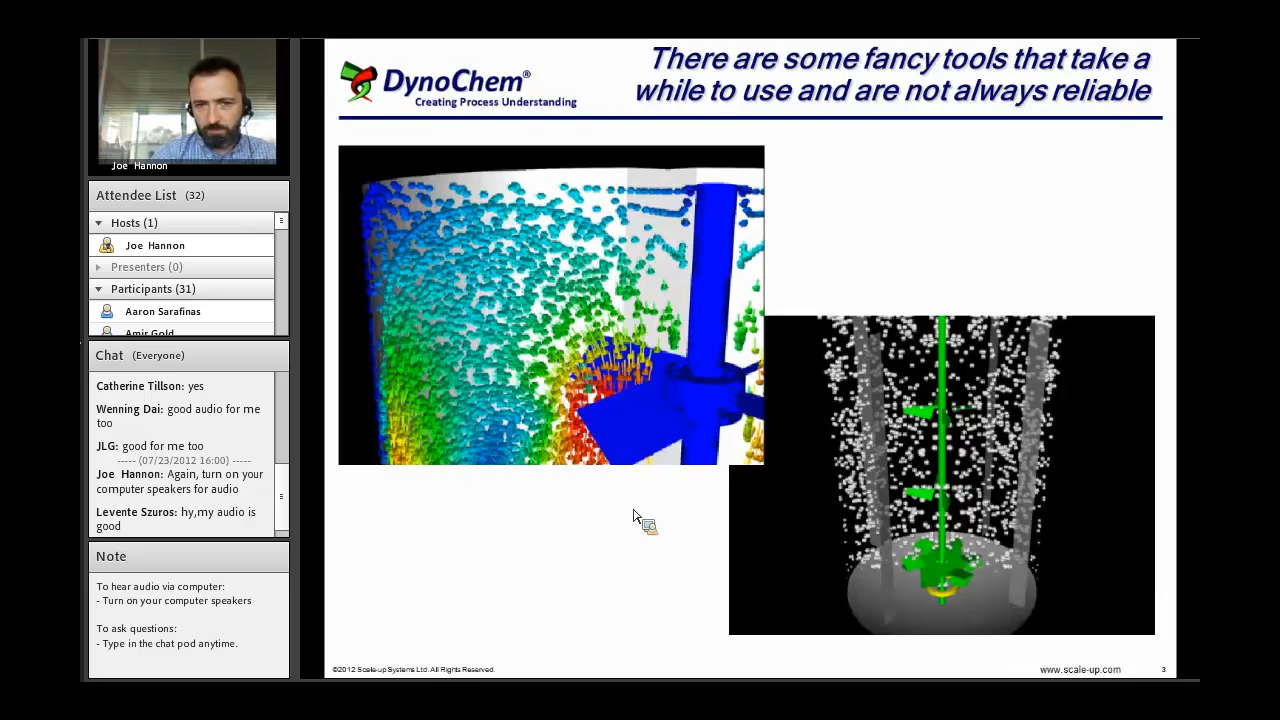 Joe Hannon
Attendee List (32)
Hosts (1)
Joe Hannon
Presenters (0)
Participants (31)
Aaron Sarafinas
Amir Gold
Chat (Everyone)
Catherine Tillson: yes
Wenning Dai: good audio for me
too
JLG: good for me too
----- (07/23/2012 16:00) -----
Joe Hannon: Again, turn on your
computer speakers for audio
Levente Szuros: hy,my audio is
good
Note
To hear audio via computer:
- Turn on your computer speakers
To ask questions:
- Type in the chat pod anytime.
DynoChem®
Creating Process Understanding
There are some fancy tools that take a
while to use and are not always reliable
©2012 Scale-up Systems Ltd. All Rights Reserved.
www.scale-up.com
3